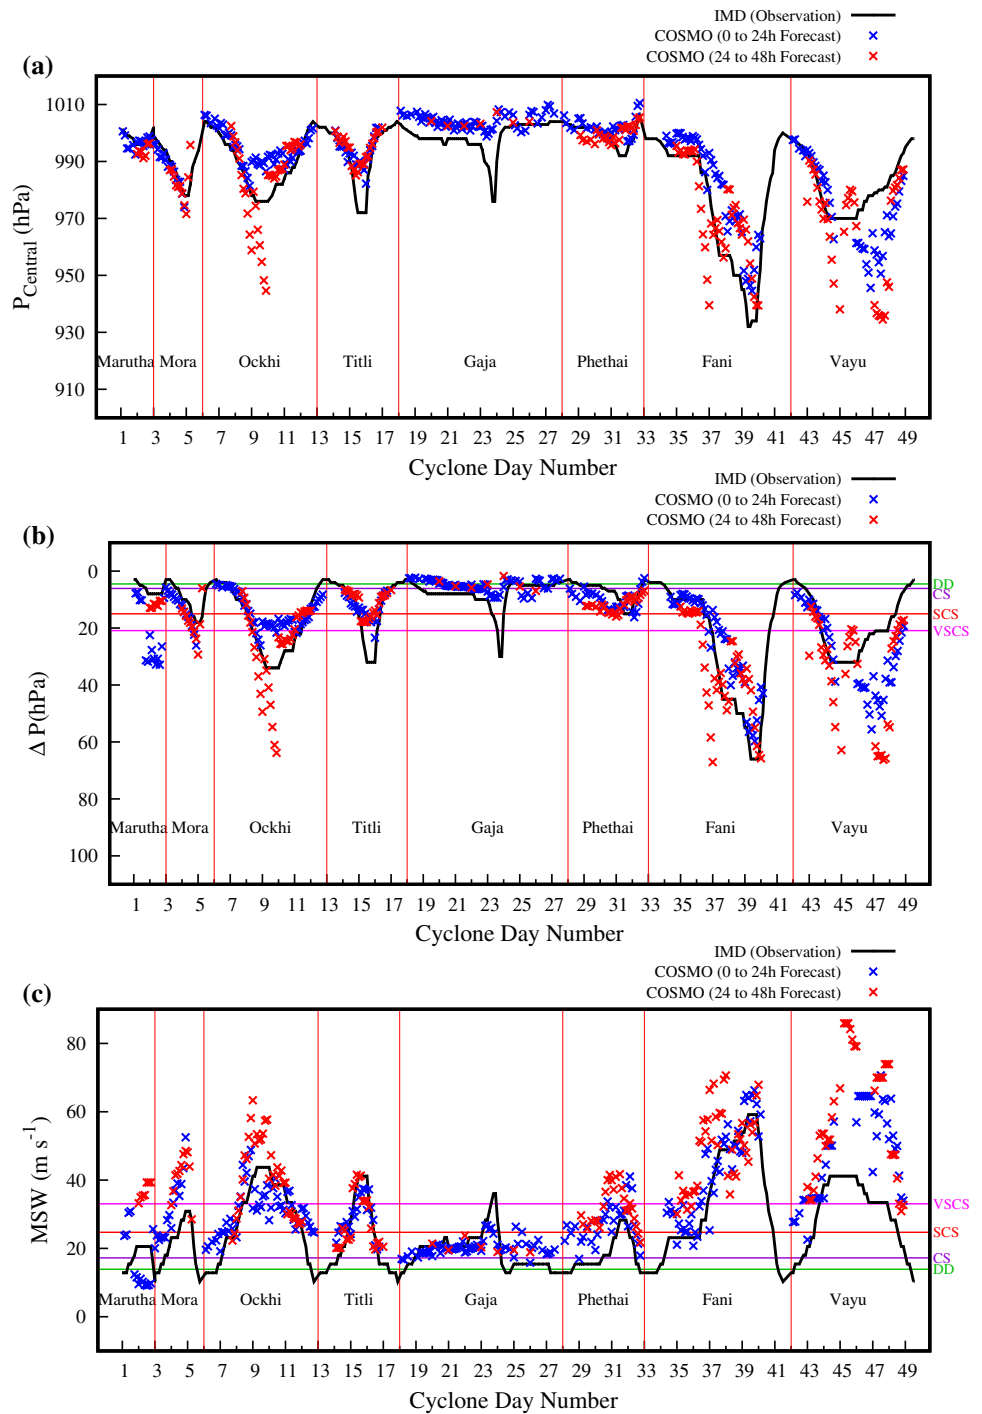 IMD (Observation)
COSMO (0 to 24h Forecast)
COSMO (24 to 48h Forecast)
(a)
1010
990
970
950
930
910
P_Central (hPa)
Marutha Mora Ockhi Titli Gaja Phethai Fani Vayu
1 3 5 7 9 11 13 15 17 19 21 23 25 27 29 31 33 35 37 39 41 43 45 47 49
Cyclone Day Number
IMD (Observation)
COSMO (0 to 24h Forecast)
COSMO (24 to 48h Forecast)
(b)
0
20
40
60
80
100
Δ P(hPa)
DD
CS
SCS
VSCS
Marutha Mora Ockhi Titli Gaja Phethai Fani Vayu
1 3 5 7 9 11 13 15 17 19 21 23 25 27 29 31 33 35 37 39 41 43 45 47 49
Cyclone Day Number
IMD (Observation)
COSMO (0 to 24h Forecast)
COSMO (24 to 48h Forecast)
(c)
80
60
40
20
0
MSW (m s⁻¹)
VSCS
SCS
CS
DD
Marutha Mora Ockhi Titli Gaja Phethai Fani Vayu
1 3 5 7 9 11 13 15 17 19 21 23 25 27 29 31 33 35 37 39 41 43 45 47 49
Cyclone Day Number